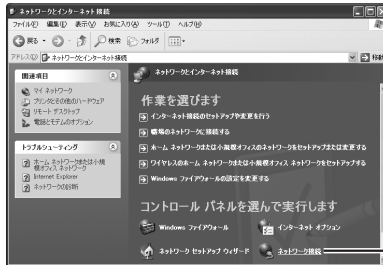 ネットワークとインターネット接続
ファイル(F) 編集(E) 表示(V) お気に入り(A) ツール(T) ヘルプ(H)
戻る 検索 フォルダ
アドレス(D) ネットワークとインターネット接続 移動
関連項目
マイ ネットワーク
プリンタとその他のハードウェア
リモート デスクトップ
電話とモデムのオプション
トラブルシューティング
ホーム ネットワークまたは小規模オフィス ネットワーク
Internet Explorer
ネットワークの診断
ネットワークとインターネット接続
作業を選びます
インターネット接続のセットアップや変更を行う
職場のネットワークに接続する
ホーム ネットワークまたは小規模オフィス ネットワークをセットアップまたは変更する
ワイヤレスのホーム ネットワークまたは小規模オフィス ネットワークをセットアップする
Windows ファイアウォールの設定を変更する
コントロール パネルを選んで実行します
Windows ファイアウォール インターネット オプション
ネットワーク セットアップ ウィザード ネットワーク接続